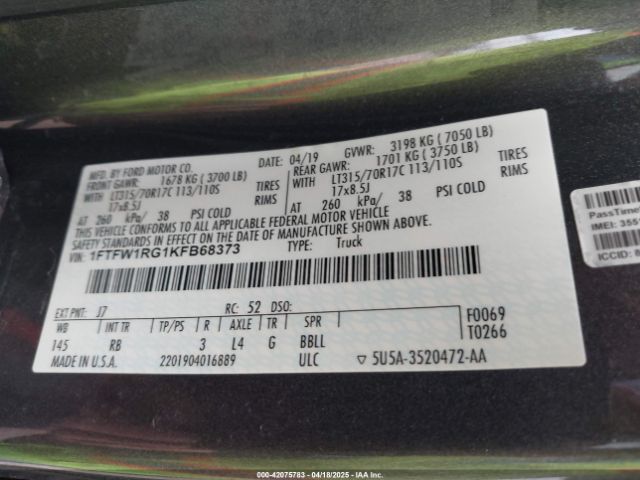 MFD. BY FORD MOTOR CO. DATE: 04/19 GVWR: 3198 KG ( 7050 LB)
FRONT GAWR: 1678 KG ( 3700 LB) REAR GAWR: 1701 KG ( 3750 LB)
WITH LT315/70R17C 113/110S TIRES WITH LT315/70R17C 113/110S TIRES
17x8.5J RIMS 17x8.5J RIMS
AT 260 kPa/ 38 PSI COLD AT 260 kPa/ 38 PSI COLD
THIS VEHICLE CONFORMS TO ALL APPLICABLE FEDERAL MOTOR VEHICLE
SAFETY AND THEFT PREVENTION STANDARDS IN EFFECT ON THE DATE OF MANUFACTURE SHOWN ABOVE.
VIN: 1FTFW1RG1KFB68373 TYPE: Truck
EXT PNT: J7 RC: 52 DSO: F0069
WB INT TR TP/PS R AXLE TR SPR T0266
145 RB 3 L4 G BBLL
MADE IN U.S.A. 2201904016889 ULC ▽ 5U5A-3520472-AA
PassTime
IMEI: 355
ICCID: 8
000-42075783 - 04/18/2025 - IAA, Inc.